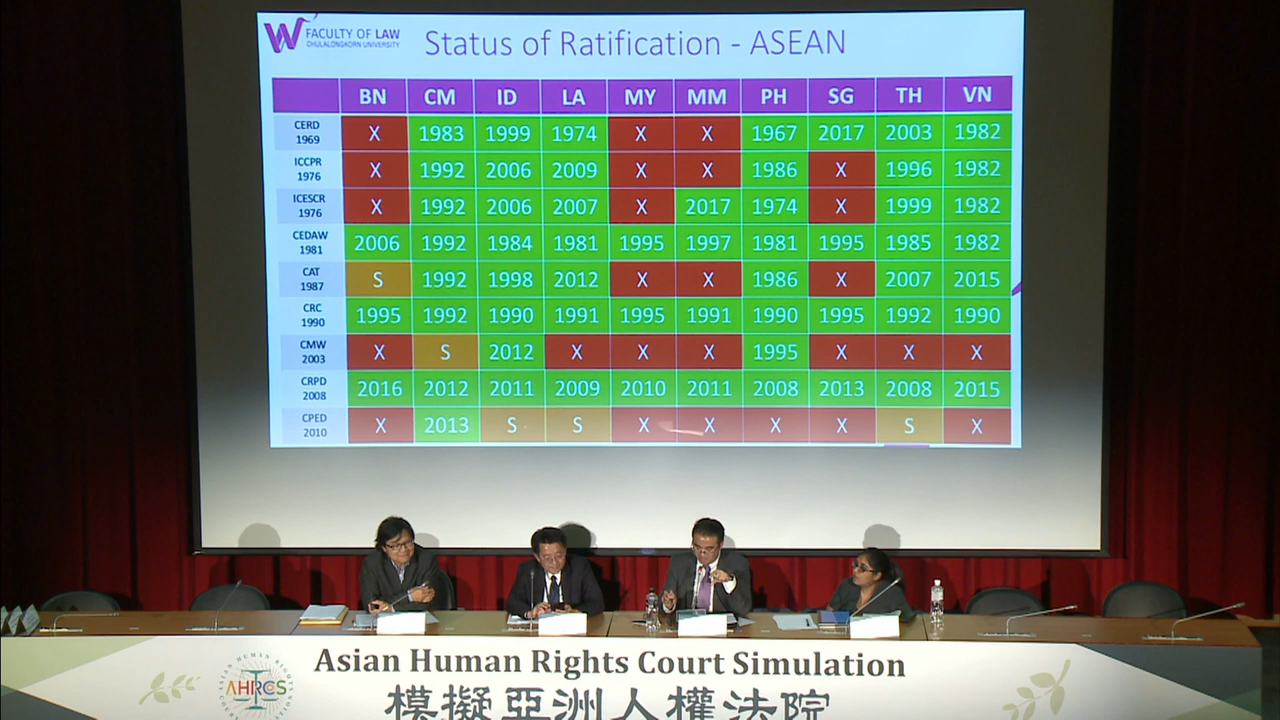 FACULTY OF LAW
CHULALONGKORN UNIVERSITY
Status of Ratification - ASEAN
BN CM ID LA MY MM PH SG TH VN
CERD 1969 X 1983 1999 1974 X X 1967 2017 2003 1982
ICCPR 1976 X 1992 2006 2009 X X 1986 X 1996 1982
ICESCR 1976 X 1992 2006 2007 X 2017 1974 X 1999 1982
CEDAW 1981 2006 1992 1984 1981 1995 1997 1981 1995 1985 1982
CAT 1987 S 1992 1998 2012 X X 1986 X 2007 2015
CRC 1990 1995 1992 1990 1991 1995 1991 1990 1995 1992 1990
CMW 2003 X S 2012 X X X 1995 X X X
CRPD 2008 2016 2012 2011 2009 2010 2011 2008 2013 2008 2015
CPED 2010 X 2013 S S X X X X S X
Asian Human Rights Court Simulation
AHRCS
模擬亞洲人權法院